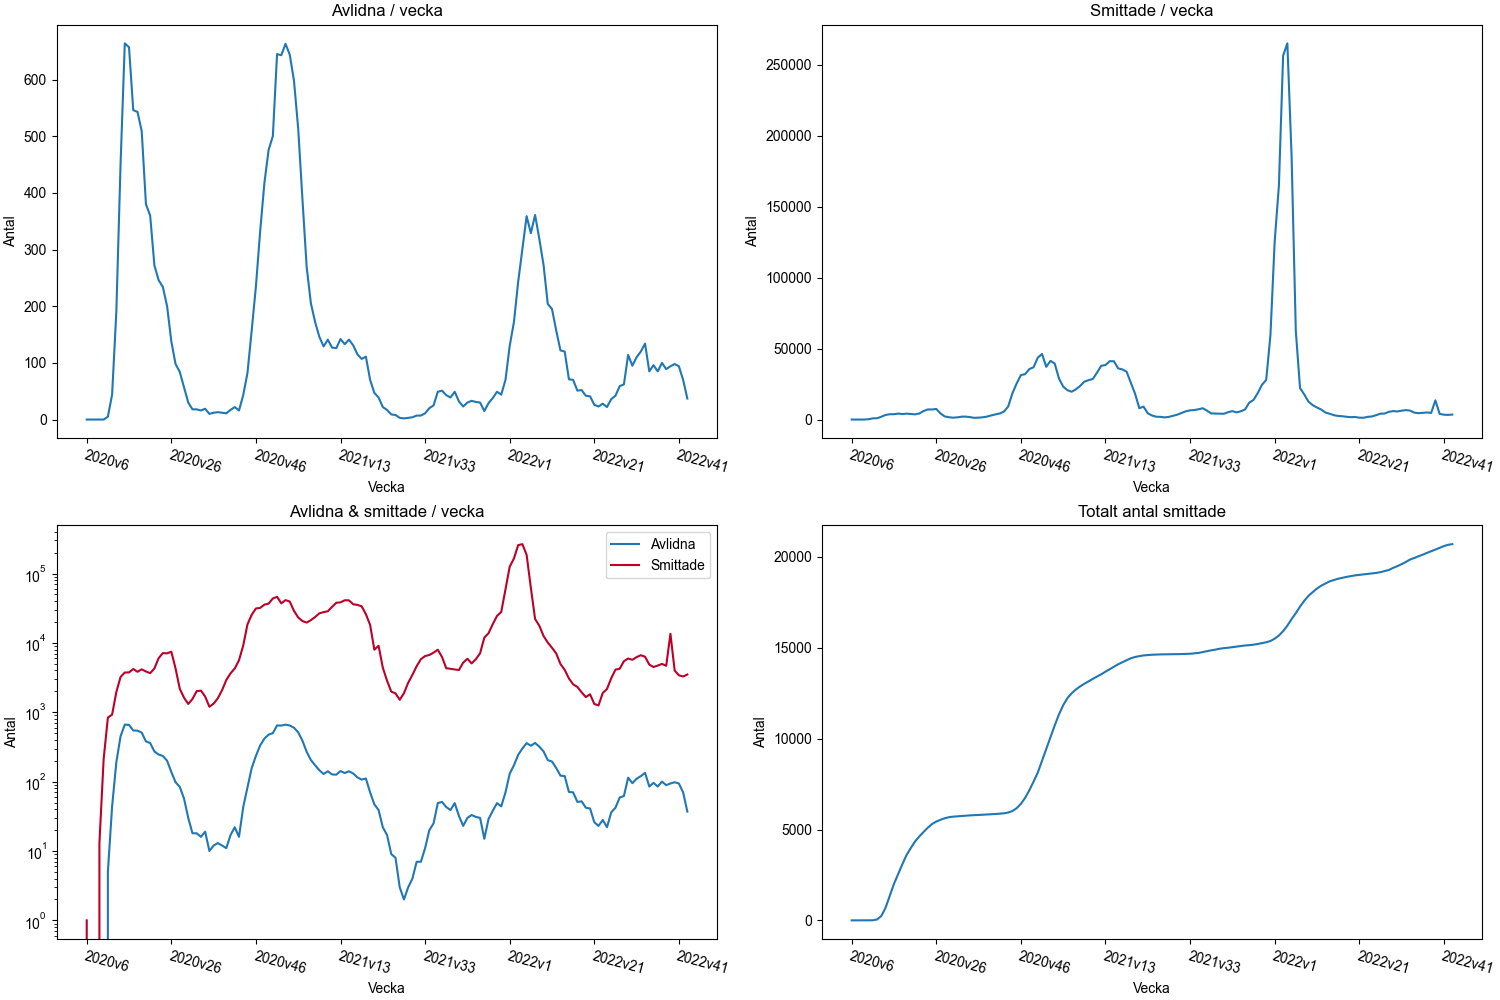 Avlidna / vecka
600
500
400
300
200
100
0
Antal
2020v6 2020v26 2020v46 2021v13 2021v33 2022v1 2022v21 2022v41
Vecka
Smittade / vecka
250000
200000
150000
100000
50000
0
Antal
2020v6 2020v26 2020v46 2021v13 2021v33 2022v1 2022v21 2022v41
Vecka
Avlidna & smittade / vecka
Avlidna
Smittade
10^5
10^4
10^3
10^2
10^1
10^0
Antal
2020v6 2020v26 2020v46 2021v13 2021v33 2022v1 2022v21 2022v41
Vecka
Totalt antal smittade
20000
15000
10000
5000
0
Antal
2020v6 2020v26 2020v46 2021v13 2021v33 2022v1 2022v21 2022v41
Vecka